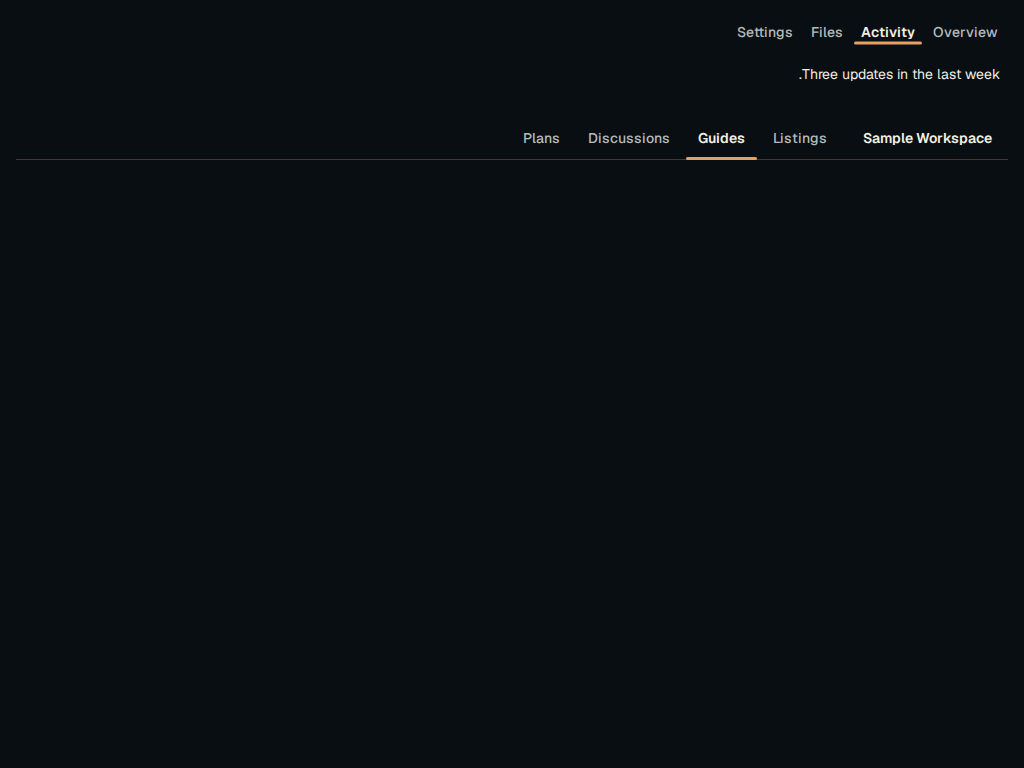 Overview Activity Files Settings
Three updates in the last week.
Sample Workspace Listings Guides Discussions Plans